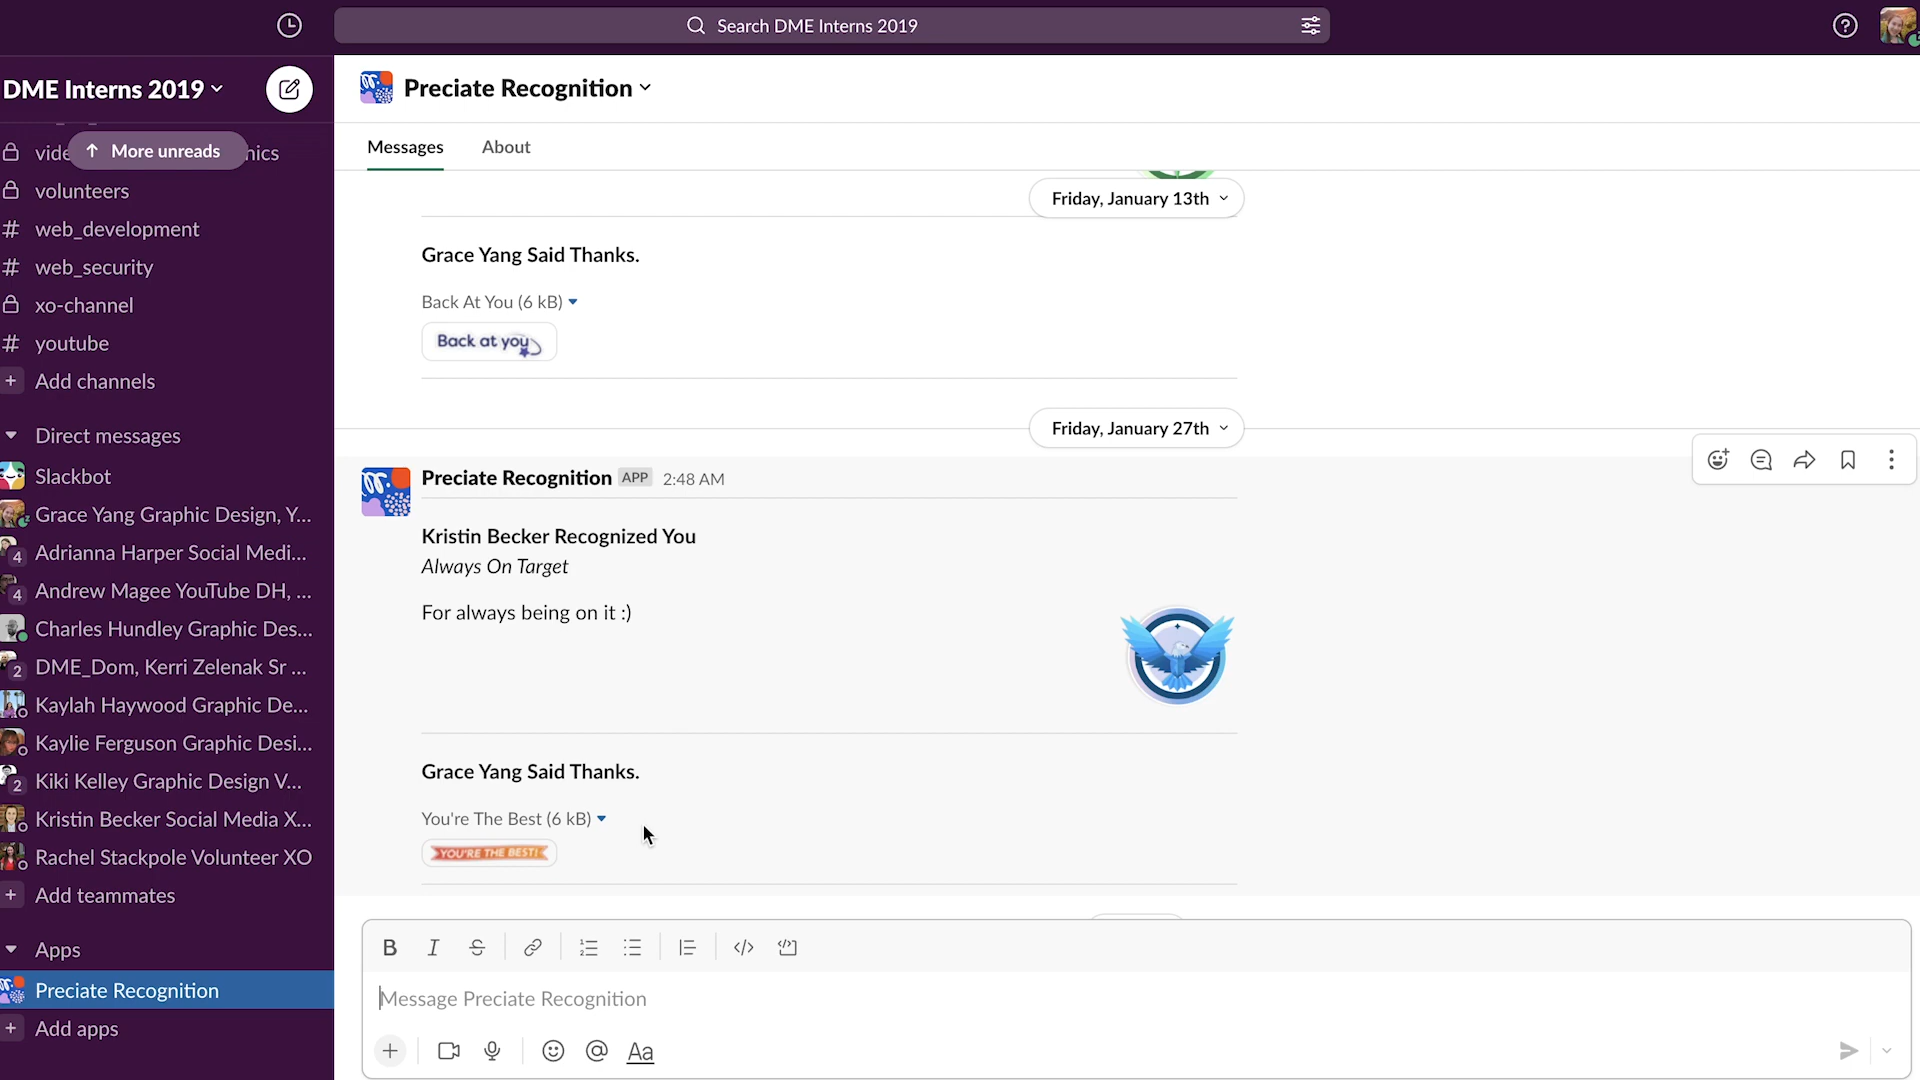 Search DME Interns 2019
DME Interns 2019
Preciate Recognition
More unreads
volunteers
web_development
web_security
xo-channel
youtube
Add channels
Direct messages
Slackbot
Grace Yang Graphic Design, Y...
4 Adrianna Harper Social Medi...
4 Andrew Magee YouTube DH, ...
Charles Hundley Graphic Des...
2 DME_Dom, Kerri Zelenak Sr ...
Kaylah Haywood Graphic De...
Kaylie Ferguson Graphic Desi...
2 Kiki Kelley Graphic Design V...
Kristin Becker Social Media X...
Rachel Stackpole Volunteer XO
Add teammates
Apps
Preciate Recognition
Add apps
Messages About
Friday, January 13th
Grace Yang Said Thanks.
Back At You (6 kB)
Back at you
Friday, January 27th
Preciate Recognition APP 2:48 AM
Kristin Becker Recognized You
Always On Target
For always being on it :)
Grace Yang Said Thanks.
You're The Best (6 kB)
YOU'RE THE BEST!
Message Preciate Recognition
Aa